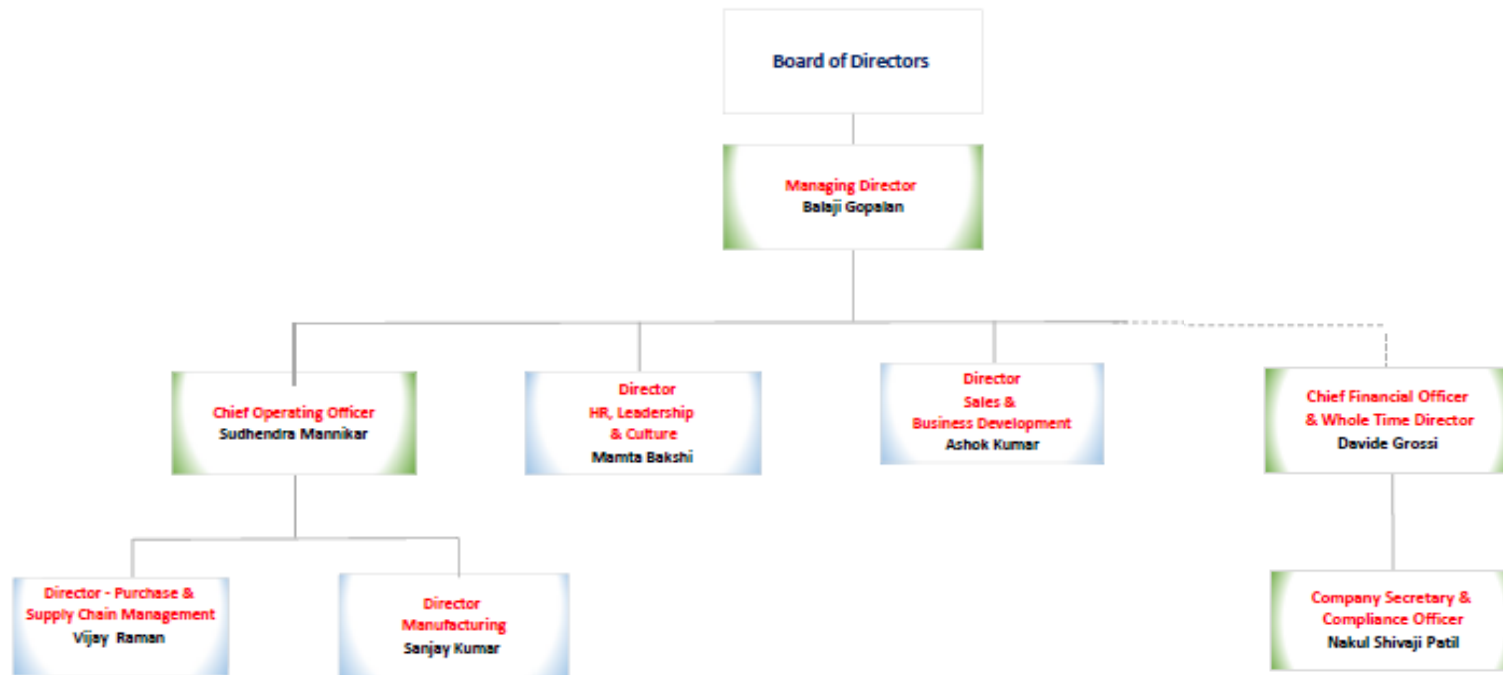 Board of Directors
Managing Director
Balaji Gopalan
Chief Operating Officer
Sudhendra Mannikar
Director
HR, Leadership
& Culture
Mamta Bakshi
Director
Sales &
Business Development
Ashok Kumar
Chief Financial Officer
& Whole Time Director
Davide Grossi
Director - Purchase &
Supply Chain Management
Vijay Raman
Director
Manufacturing
Sanjay Kumar
Company Secretary &
Compliance Officer
Nakul Shivaji Patil